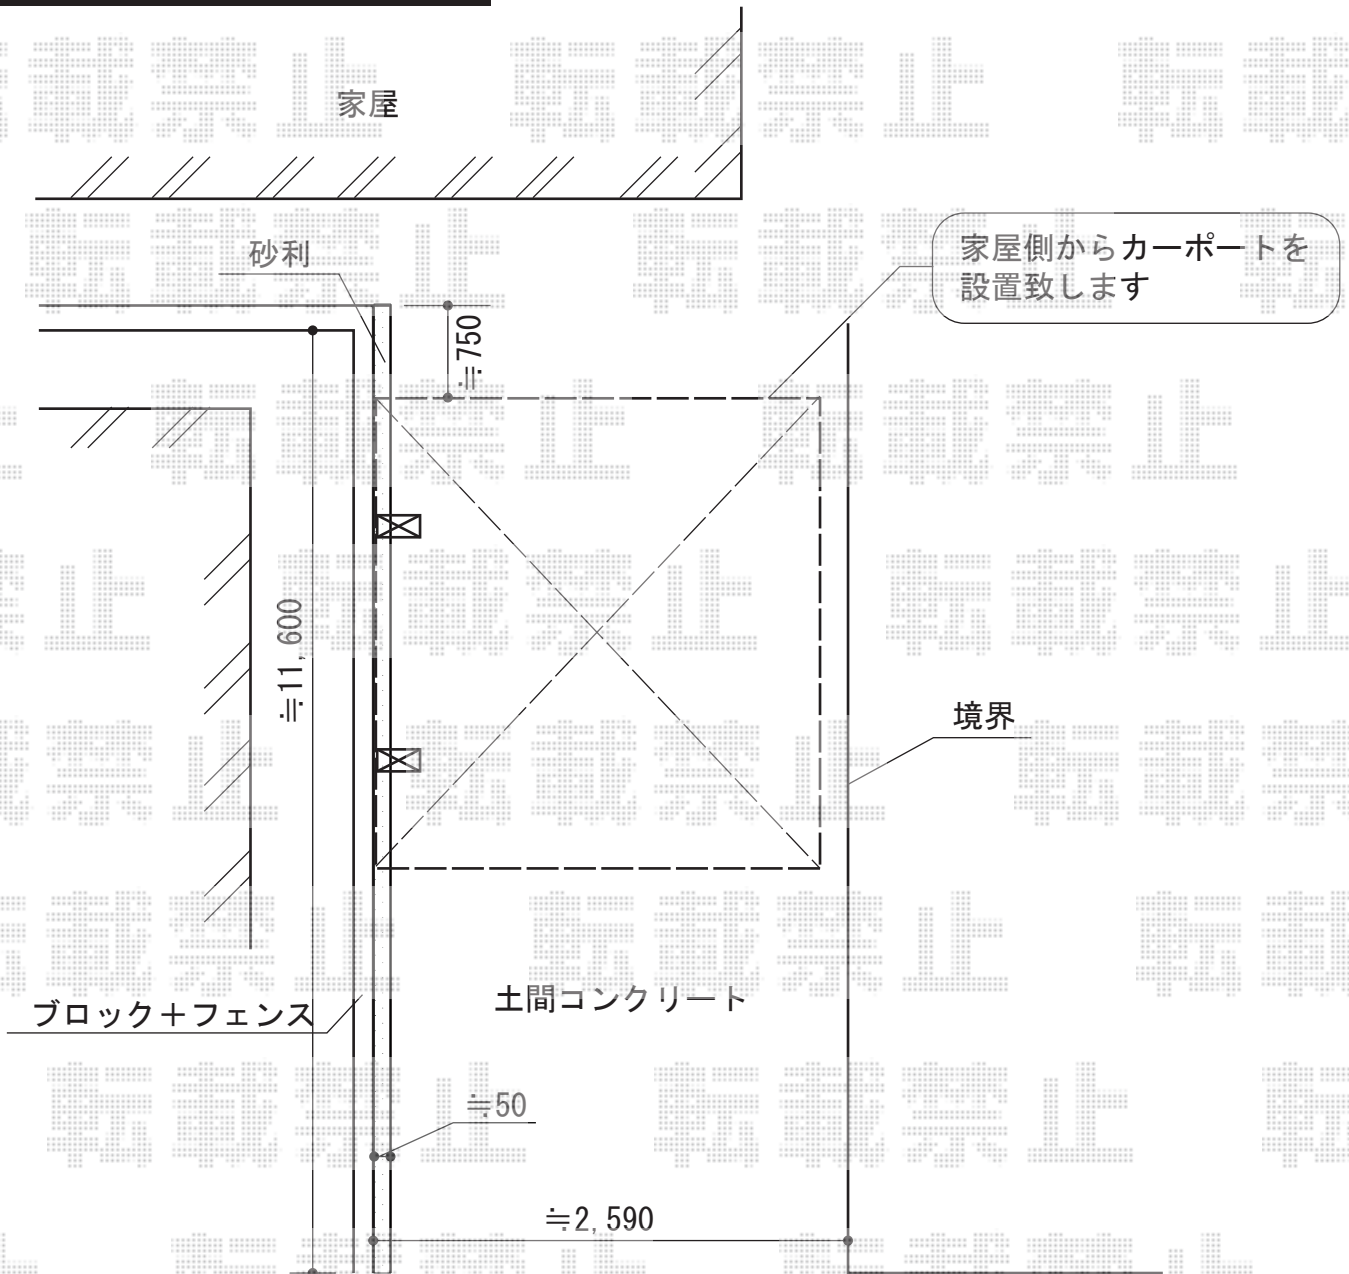 家屋
砂利
家屋側からカーポートを
設置致します
≒750
≒11,600
境界
ブロック+フェンス
土間コンクリート
≒50
≒2,590
転載禁止